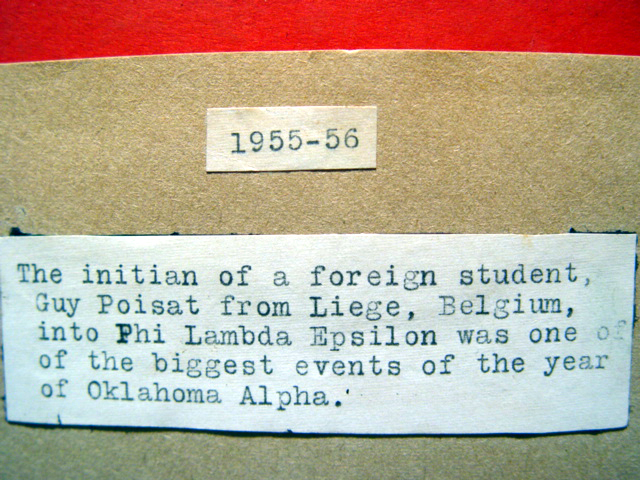 1955-56
The initian of a foreign student,
Guy Poisat from Liege, Belgium,
into Phi Lambda Epsilon was one of
of the biggest events of the year
of Oklahoma Alpha.